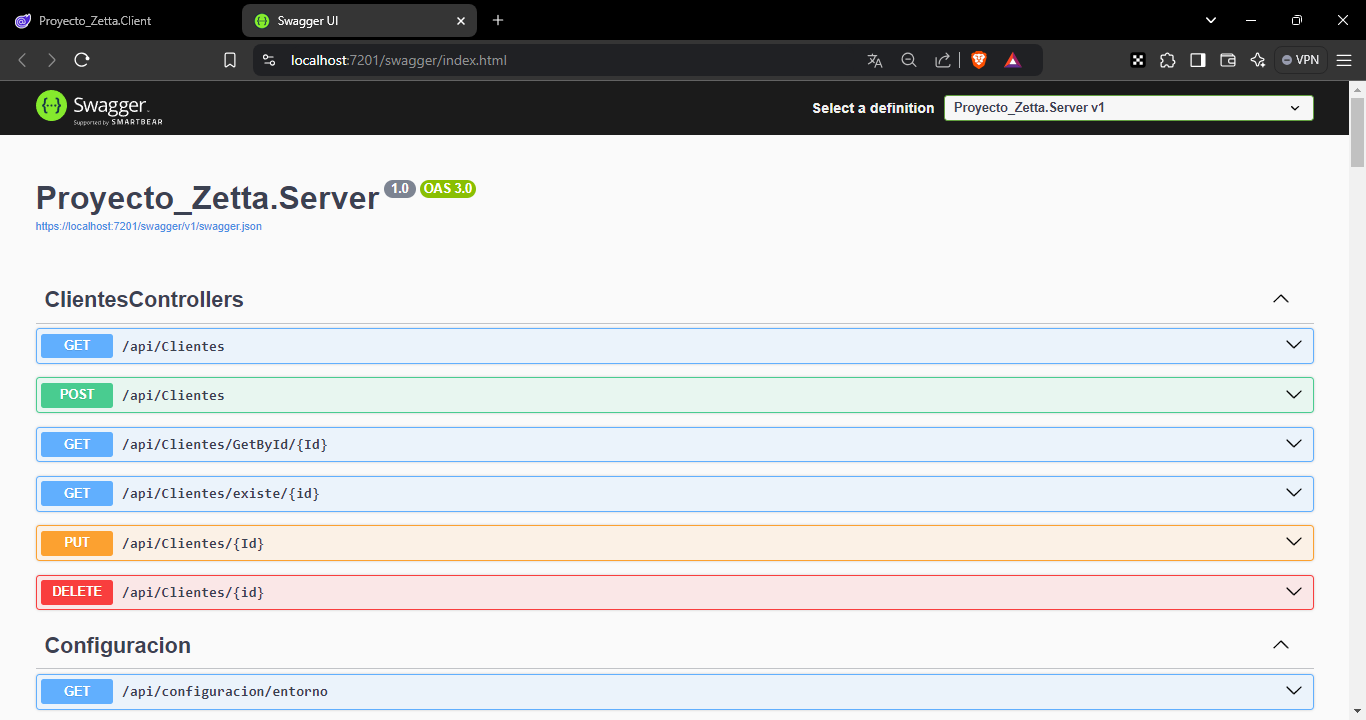 Proyecto_Zetta.Client
Swagger UI
localhost:7201/swagger/index.html
VPN
Swagger
Supported by SMARTBEAR
Select a definition
Proyecto_Zetta.Server v1
Proyecto_Zetta.Server 1.0 OAS 3.0
https://localhost:7201/swagger/v1/swagger.json
ClientesControllers
GET /api/Clientes
POST /api/Clientes
GET /api/Clientes/GetById/{Id}
GET /api/Clientes/existe/{id}
PUT /api/Clientes/{Id}
DELETE /api/Clientes/{id}
Configuracion
GET /api/configuracion/entorno